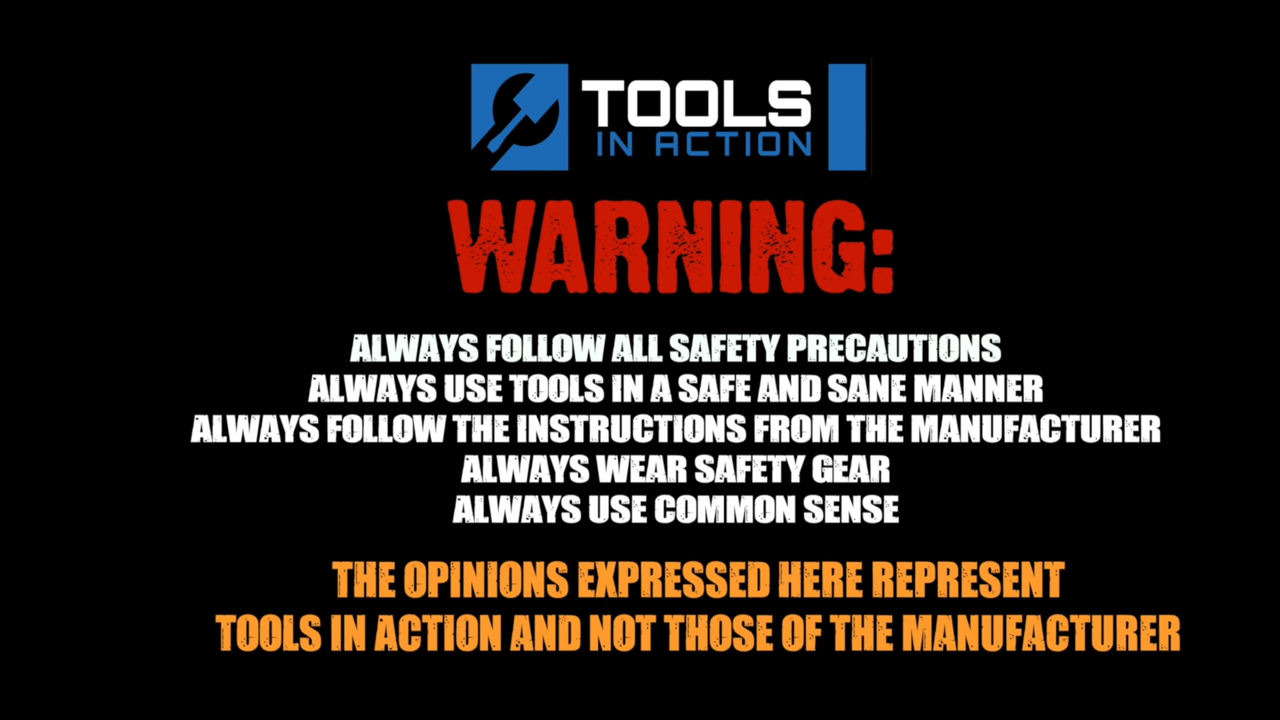 TOOLS
IN ACTION
WARNING:
ALWAYS FOLLOW ALL SAFETY PRECAUTIONS
ALWAYS USE TOOLS IN A SAFE AND SANE MANNER
ALWAYS FOLLOW THE INSTRUCTIONS FROM THE MANUFACTURER
ALWAYS WEAR SAFETY GEAR
ALWAYS USE COMMON SENSE
THE OPINIONS EXPRESSED HERE REPRESENT
TOOLS IN ACTION AND NOT THOSE OF THE MANUFACTURER